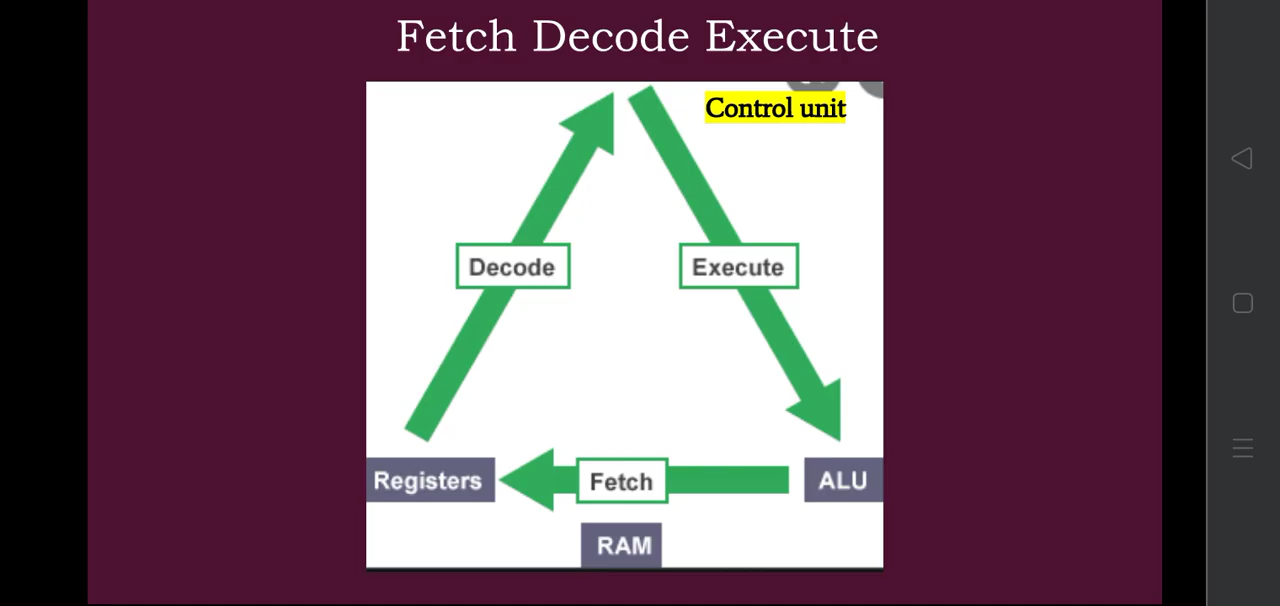 Fetch Decode Execute
Control unit
Decode
Execute
Registers
Fetch
ALU
RAM